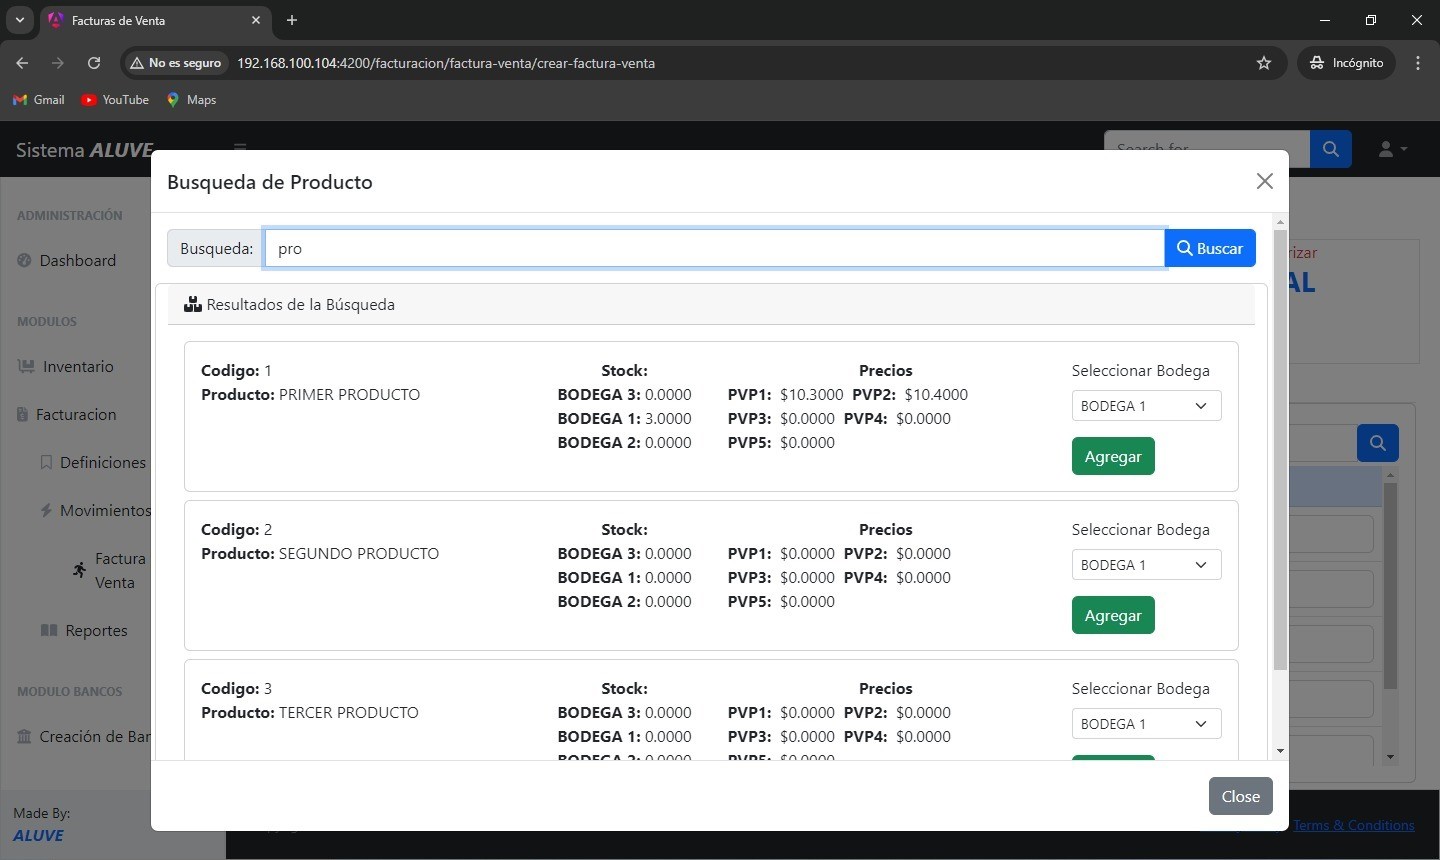 Facturas de Venta
No es seguro 192.168.100.104:4200/facturacion/factura-venta/crear-factura-venta Incógnito
Gmail YouTube Maps
Sistema ALUVE
Search for
Busqueda de Producto
ADMINISTRACIÓN
Dashboard
MODULOS
Inventario
Facturacion
Definiciones
Movimientos
Factura
Venta
Reportes
MODULO BANCOS
Creación de Ban
Made By:
ALUVE
rizar
AL
Busqueda: pro Buscar
Resultados de la Búsqueda
Codigo: 1 Stock: Precios Seleccionar Bodega
Producto: PRIMER PRODUCTO BODEGA 3: 0.0000 PVP1: $10.3000 PVP2: $10.4000 BODEGA 1
BODEGA 1: 3.0000 PVP3: $0.0000 PVP4: $0.0000
BODEGA 2: 0.0000 PVP5: $0.0000 Agregar
Codigo: 2 Stock: Precios Seleccionar Bodega
Producto: SEGUNDO PRODUCTO BODEGA 3: 0.0000 PVP1: $0.0000 PVP2: $0.0000 BODEGA 1
BODEGA 1: 0.0000 PVP3: $0.0000 PVP4: $0.0000
BODEGA 2: 0.0000 PVP5: $0.0000 Agregar
Codigo: 3 Stock: Precios Seleccionar Bodega
Producto: TERCER PRODUCTO BODEGA 3: 0.0000 PVP1: $0.0000 PVP2: $0.0000 BODEGA 1
BODEGA 1: 0.0000 PVP3: $0.0000 PVP4: $0.0000
BODEGA 2: 0.0000 PVP5: $0.0000
Close
Terms & Conditions